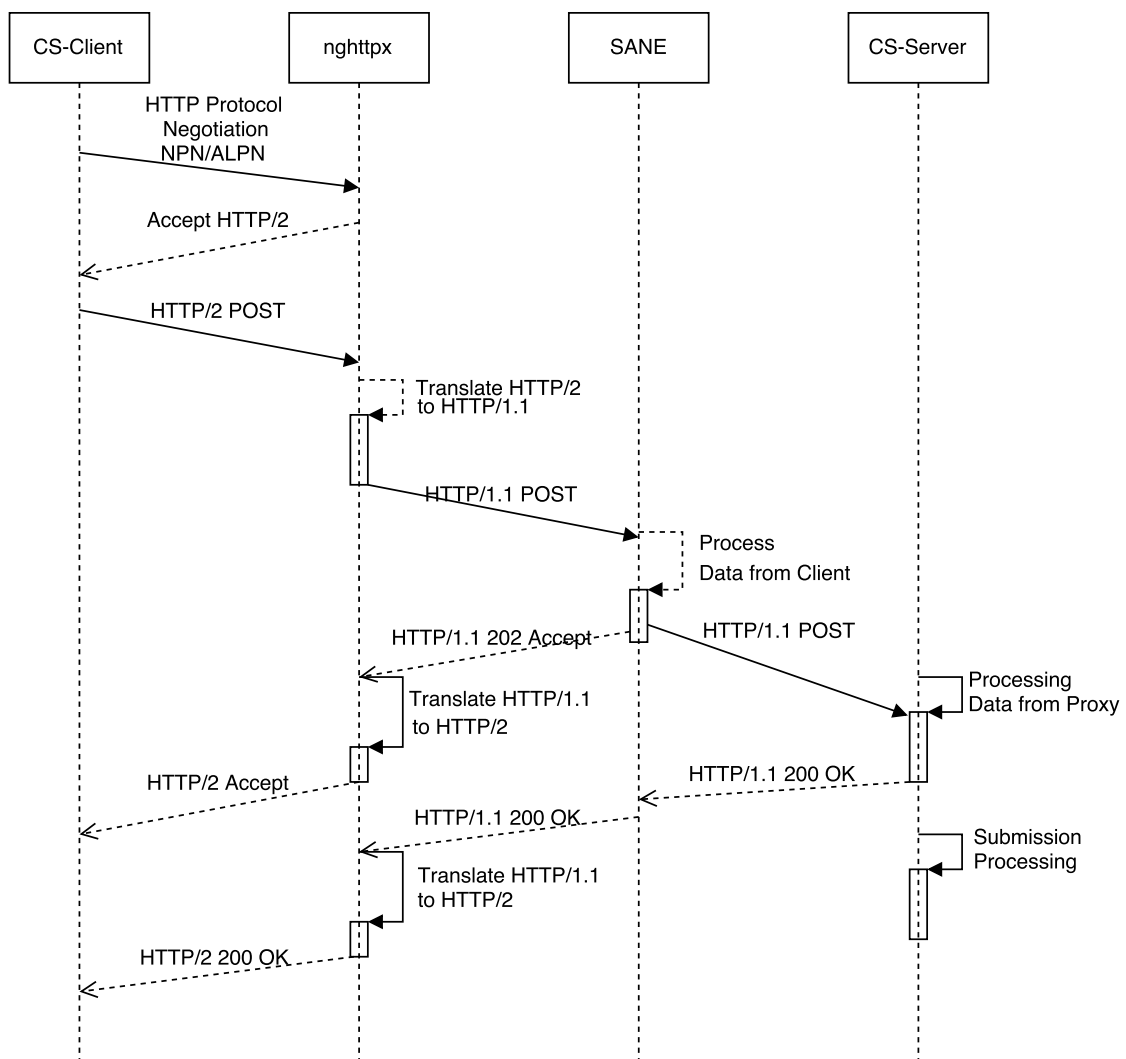 CS-Client
nghttpx
SANE
CS-Server
HTTP Protocol
Negotiation
NPN/ALPN
Accept HTTP/2
HTTP/2 POST
Translate HTTP/2
to HTTP/1.1
HTTP/1.1 POST
Process
Data from Client
HTTP/1.1 202 Accept
HTTP/1.1 POST
Processing
Data from Proxy
Translate HTTP/1.1
to HTTP/2
HTTP/2 Accept
HTTP/1.1 200 OK
HTTP/1.1 200 OK
Submission
Processing
Translate HTTP/1.1
to HTTP/2
HTTP/2 200 OK